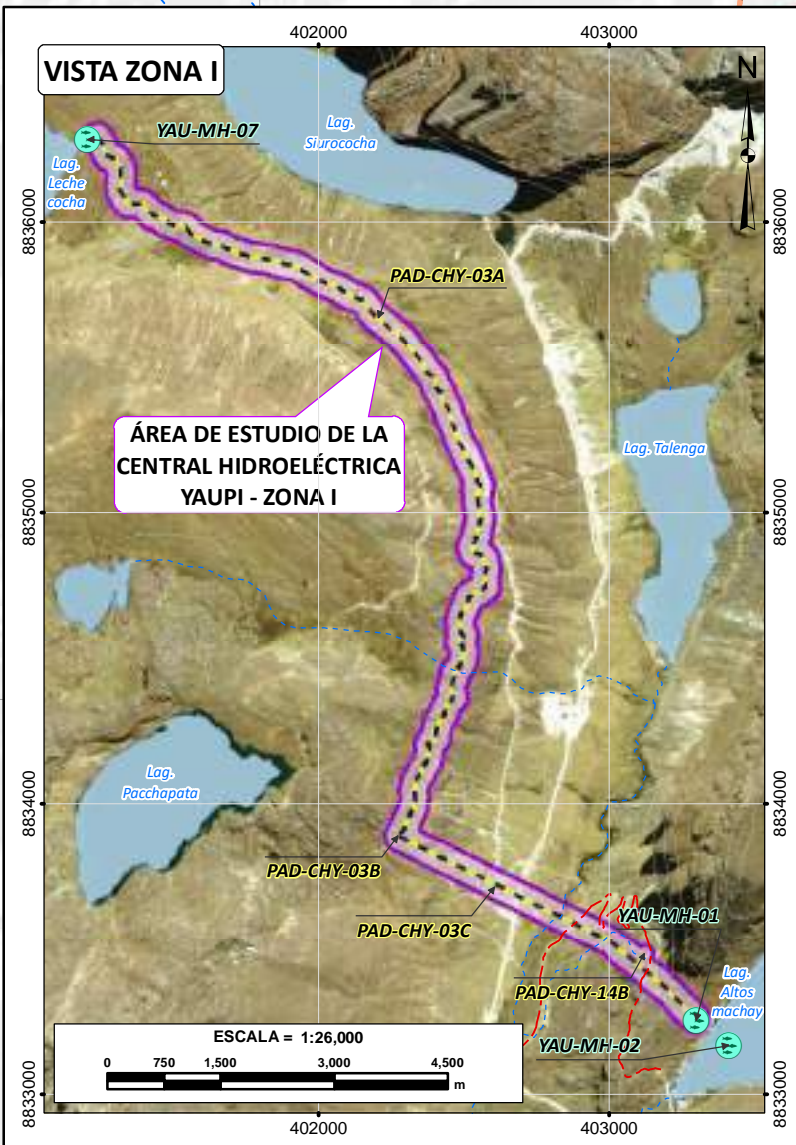 402000
403000
VISTA ZONA I
N
YAU-MH-07
Lag.
Siurococha
Lag.
Leche
cocha
8836000
8836000
PAD-CHY-03A
ÁREA DE ESTUDIO DE LA
CENTRAL HIDROELÉCTRICA
YAUPI - ZONA I
Lag. Talenga
8835000
8835000
Lag.
Pacchapata
8834000
8834000
PAD-CHY-03B
YAU-MH-01
PAD-CHY-03C
PAD-CHY-14B
Lag.
Altos
machay
YAU-MH-02
ESCALA = 1:26,000
0 750 1,500 3,000 4,500
m
8833000
8833000
402000
403000